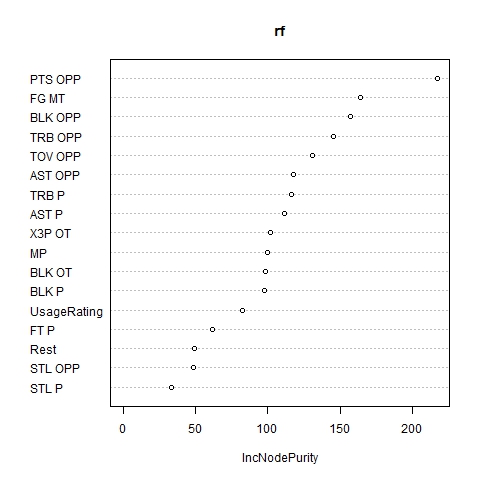 rf
PTS OPP
FG MT
BLK OPP
TRB OPP
TOV OPP
AST OPP
TRB P
AST P
X3P OT
MP
BLK OT
BLK P
UsageRating
FT P
Rest
STL OPP
STL P
0 50 100 150 200
IncNodePurity